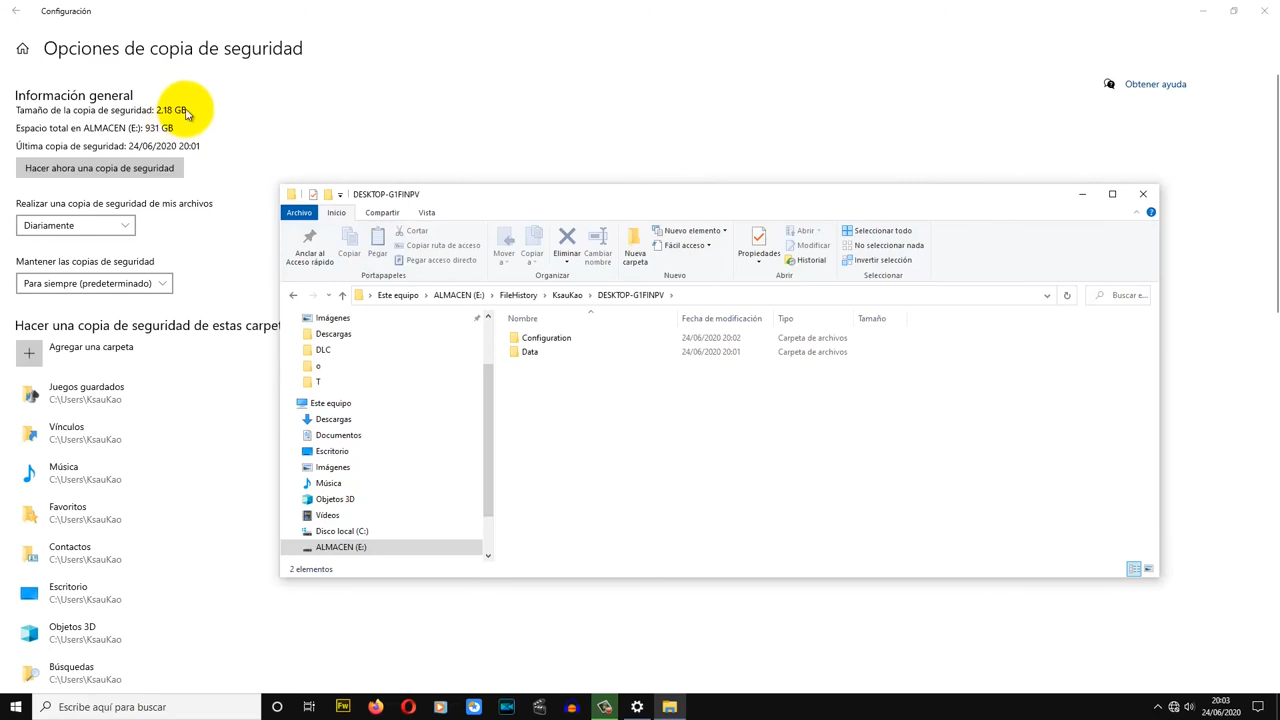 Configuración
Opciones de copia de seguridad
Información general
Tamaño de la copia de seguridad: 2,18 GB
Espacio total en ALMACEN (E:): 931 GB
Última copia de seguridad: 24/06/2020 20:01
Hacer ahora una copia de seguridad
Realizar una copia de seguridad de mis archivos
Diariamente
Mantener las copias de seguridad
Para siempre (predeterminado)
Hacer una copia de seguridad de estas carpet
Agregar una carpeta
Juegos guardados
C:\Users\KsauKao
Vínculos
C:\Users\KsauKao
Música
C:\Users\KsauKao
Favoritos
C:\Users\KsauKao
Contactos
C:\Users\KsauKao
Escritorio
C:\Users\KsauKao
Objetos 3D
C:\Users\KsauKao
Búsquedas
C:\Users\KsauKao
Obtener ayuda
DESKTOP-G1FINPV
Archivo Inicio Compartir Vista
Anclar al Acceso rápido
Copiar
Pegar
Cortar
Copiar ruta de acceso
Pegar acceso directo
Portapapeles
Mover a
Copiar a
Eliminar
Cambiar nombre
Organizar
Nueva carpeta
Nuevo elemento
Fácil acceso
Nuevo
Propiedades
Abrir
Modificar
Historial
Abrir
Seleccionar todo
No seleccionar nada
Invertir selección
Seleccionar
Este equipo ALMACEN (E:) FileHistory KsauKao DESKTOP-G1FINPV
Buscar e...
Imágenes
Descargas
DLC
o
T
Este equipo
Descargas
Documentos
Escritorio
Imágenes
Música
Objetos 3D
Vídeos
Disco local (C:)
ALMACEN (E:)
Nombre Fecha de modificación Tipo Tamaño
Configuration 24/06/2020 20:02 Carpeta de archivos
Data 24/06/2020 20:01 Carpeta de archivos
2 elementos
Escribe aquí para buscar
Fw
20:03
24/06/2020